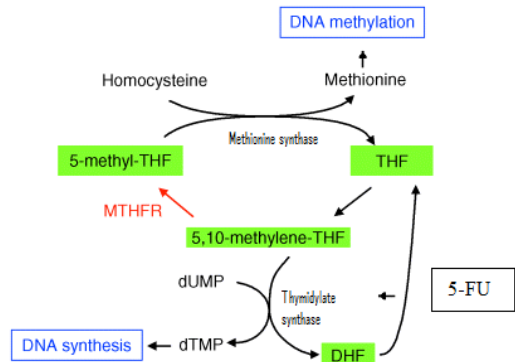 DNA methylation
Homocysteine
Methionine
Methionine synthase
5-methyl-THF
THF
MTHFR
5,10-methylene-THF
dUMP
Thymidylate
synthase
5-FU
DNA synthesis
dTMP
DHF